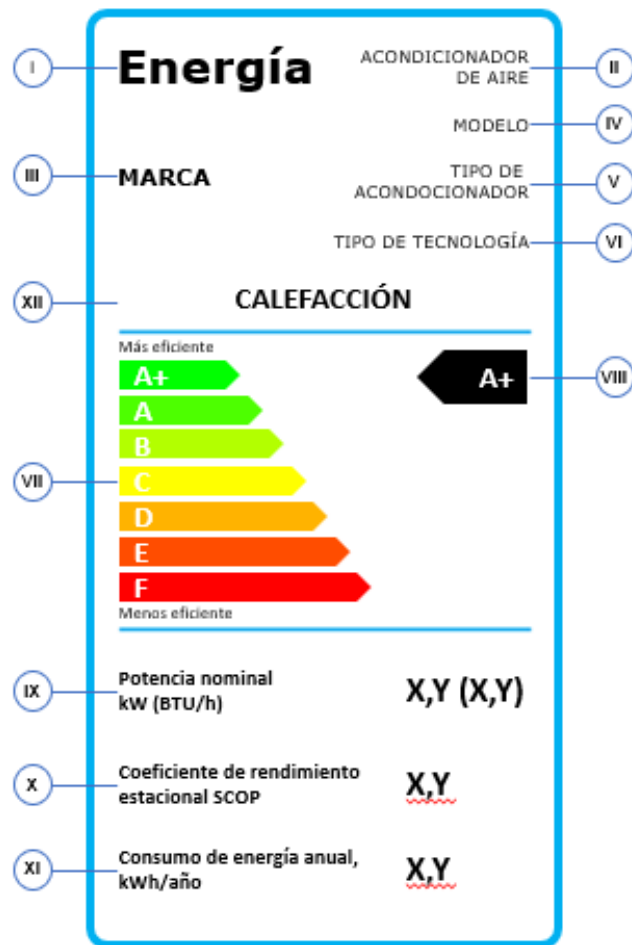 I
Energía
ACONDICIONADOR
DE AIRE
II
MODELO
IV
III
MARCA
TIPO DE
ACONDOCIONADOR
V
TIPO DE TECNOLOGÍA
VI
XII
CALEFACCIÓN
Más eficiente
A+
A+
VIII
A
B
VII
C
D
E
F
Menos eficiente
IX
Potencia nominal
kW (BTU/h)
X,Y (X,Y)
X
Coeficiente de rendimiento
estacional SCOP
X,Y
XI
Consumo de energía anual,
kWh/año
X,Y